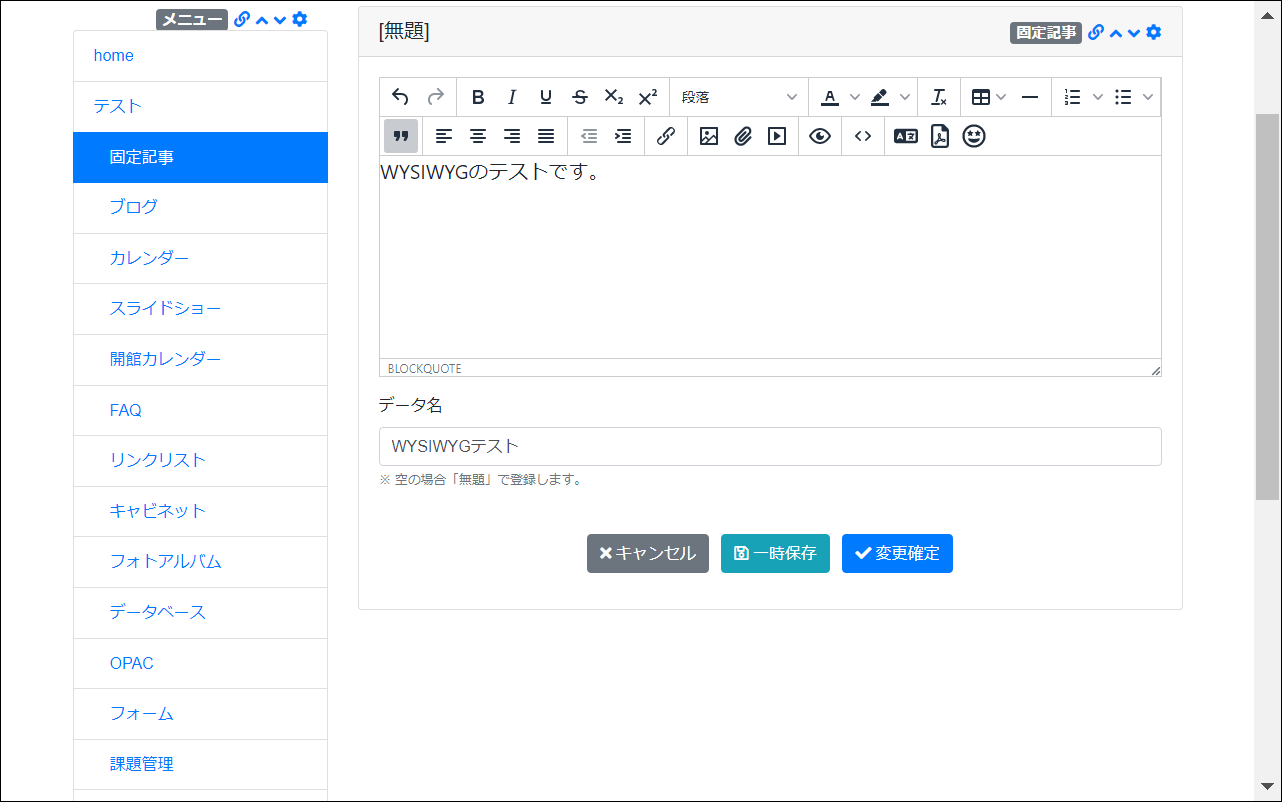 メニュー
home
テスト
固定記事
ブログ
カレンダー
スライドショー
開館カレンダー
FAQ
リンクリスト
キャビネット
フォトアルバム
データベース
OPAC
フォーム
課題管理
[無題]
固定記事
段落
WYSIWYGのテストです。
BLOCKQUOTE
データ名
WYSIWYGテスト
※ 空の場合「無題」で登録します。
キャンセル 一時保存 変更確定